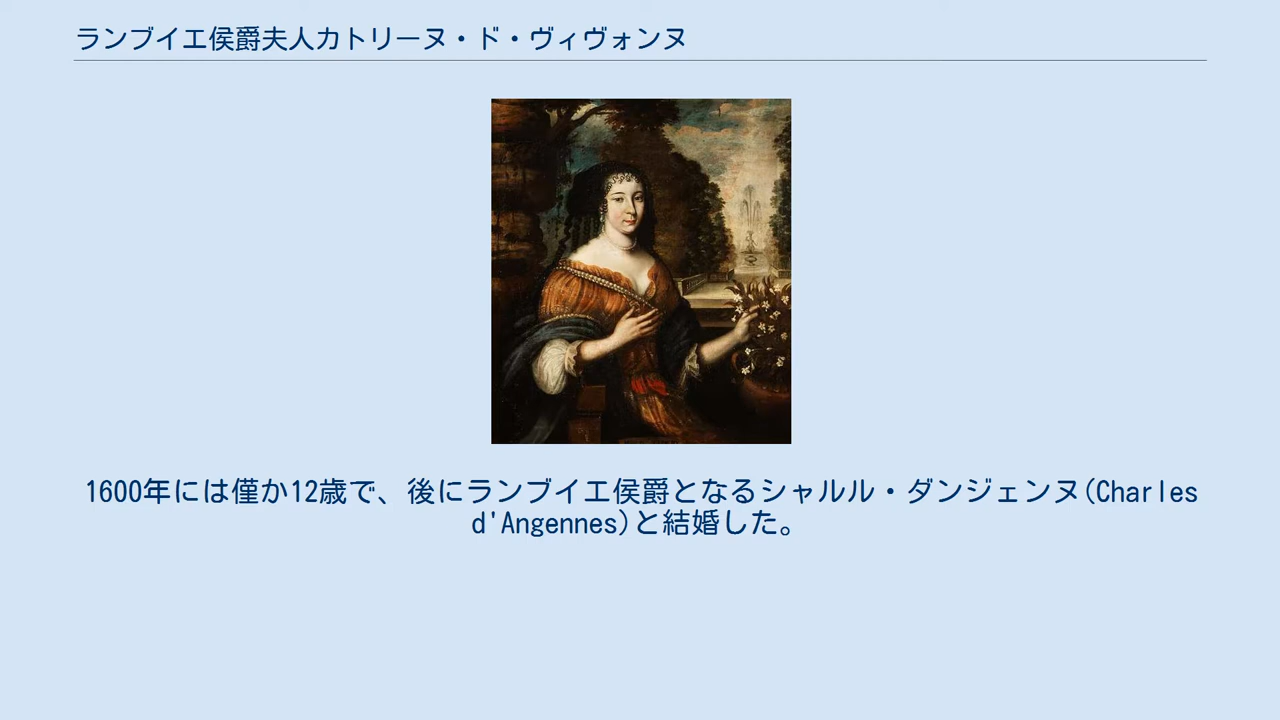 ランブイエ侯爵夫人カトリーヌ・ド・ヴィヴォンヌ
1600年には僅か12歳で、後にランブイエ侯爵となるシャルル・ダンジェンヌ(Charles
d'Angennes)と結婚した。